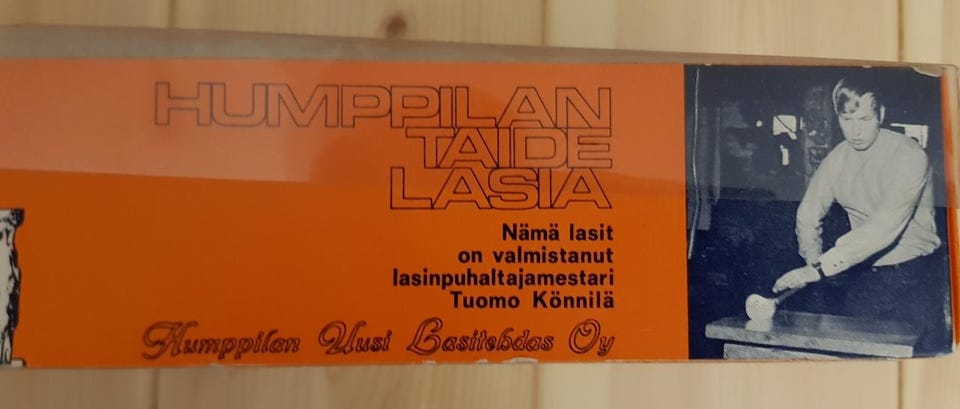 HUMPPILAN
TAIDE
LASIA
Nämä lasit
on valmistanut
lasinpuhaltajamestari
Tuomo Könnilä
Humppilan Uusi Lasitehdas Oy